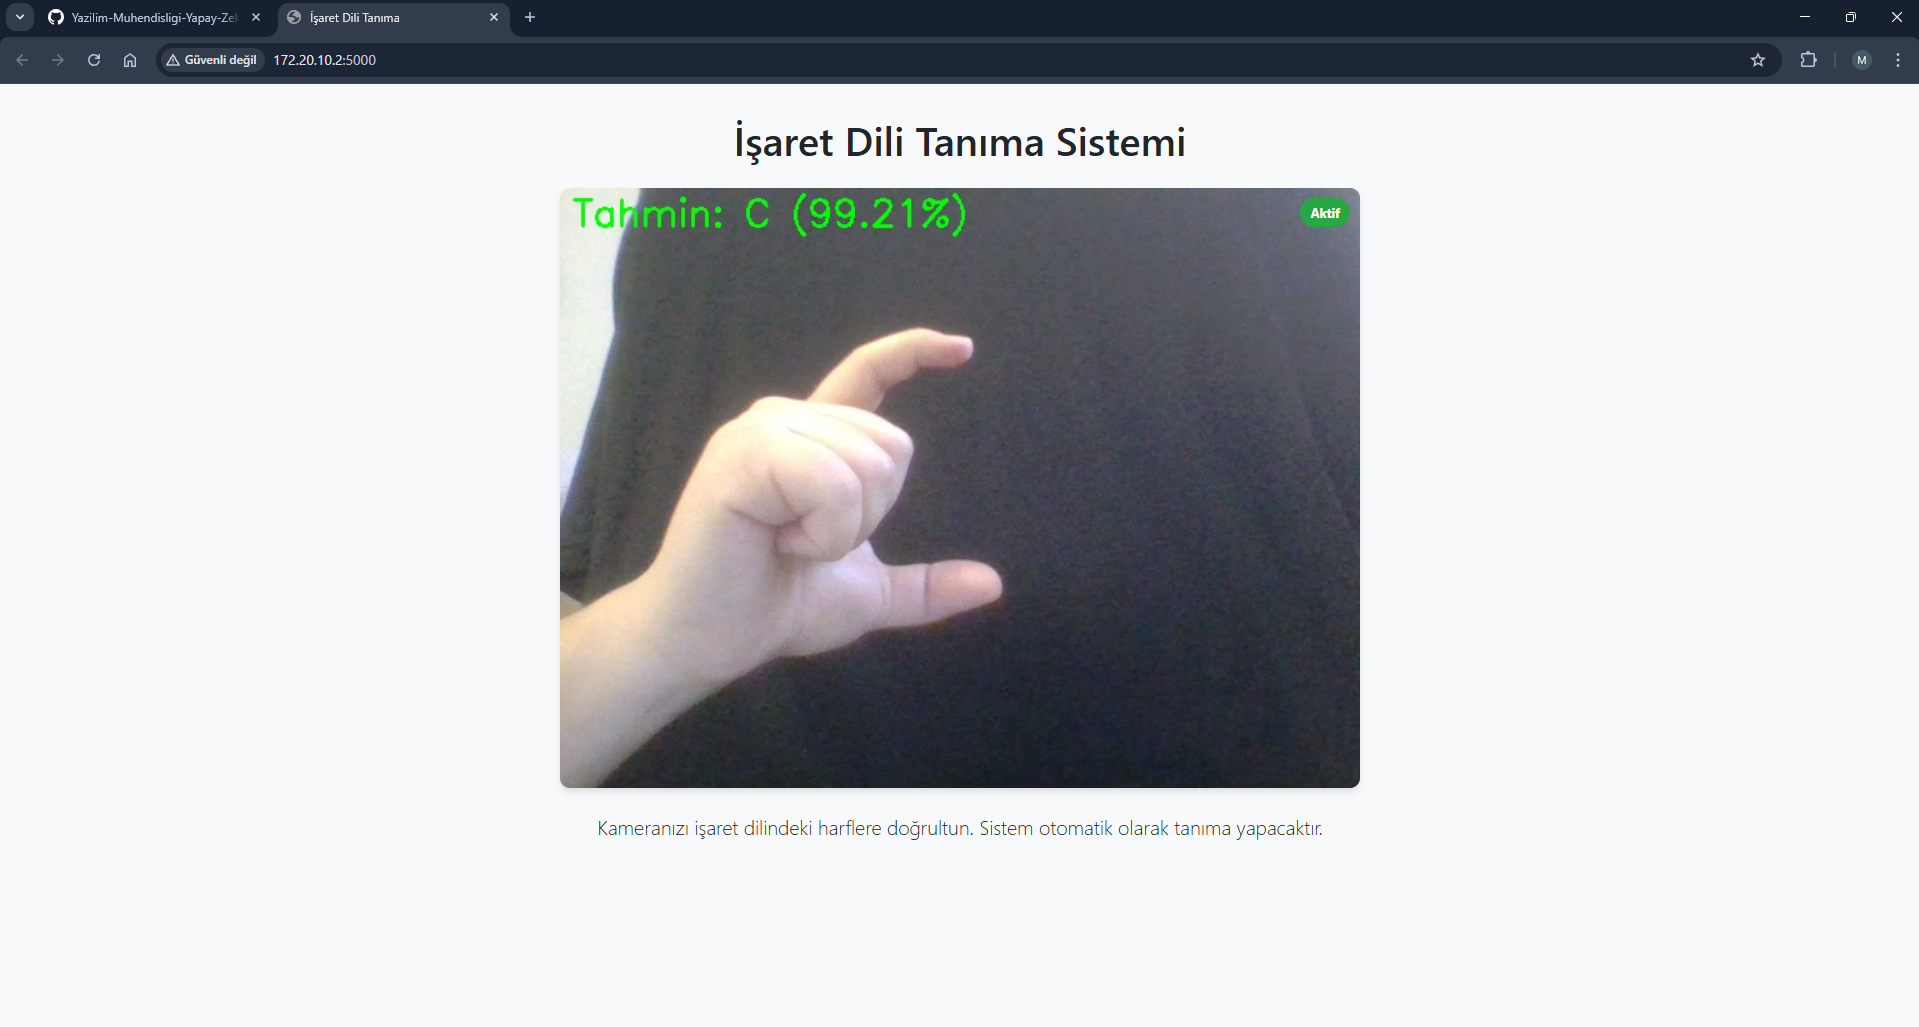 Yazilim-Muhendisligi-Yapay-Zek
İşaret Dili Tanıma
Güvenli değil
172.20.10.2:5000
M
İşaret Dili Tanıma Sistemi
Tahmin: C (99.21%)
Aktif
Kameranızı işaret dilindeki harflere doğrultun. Sistem otomatik olarak tanıma yapacaktır.